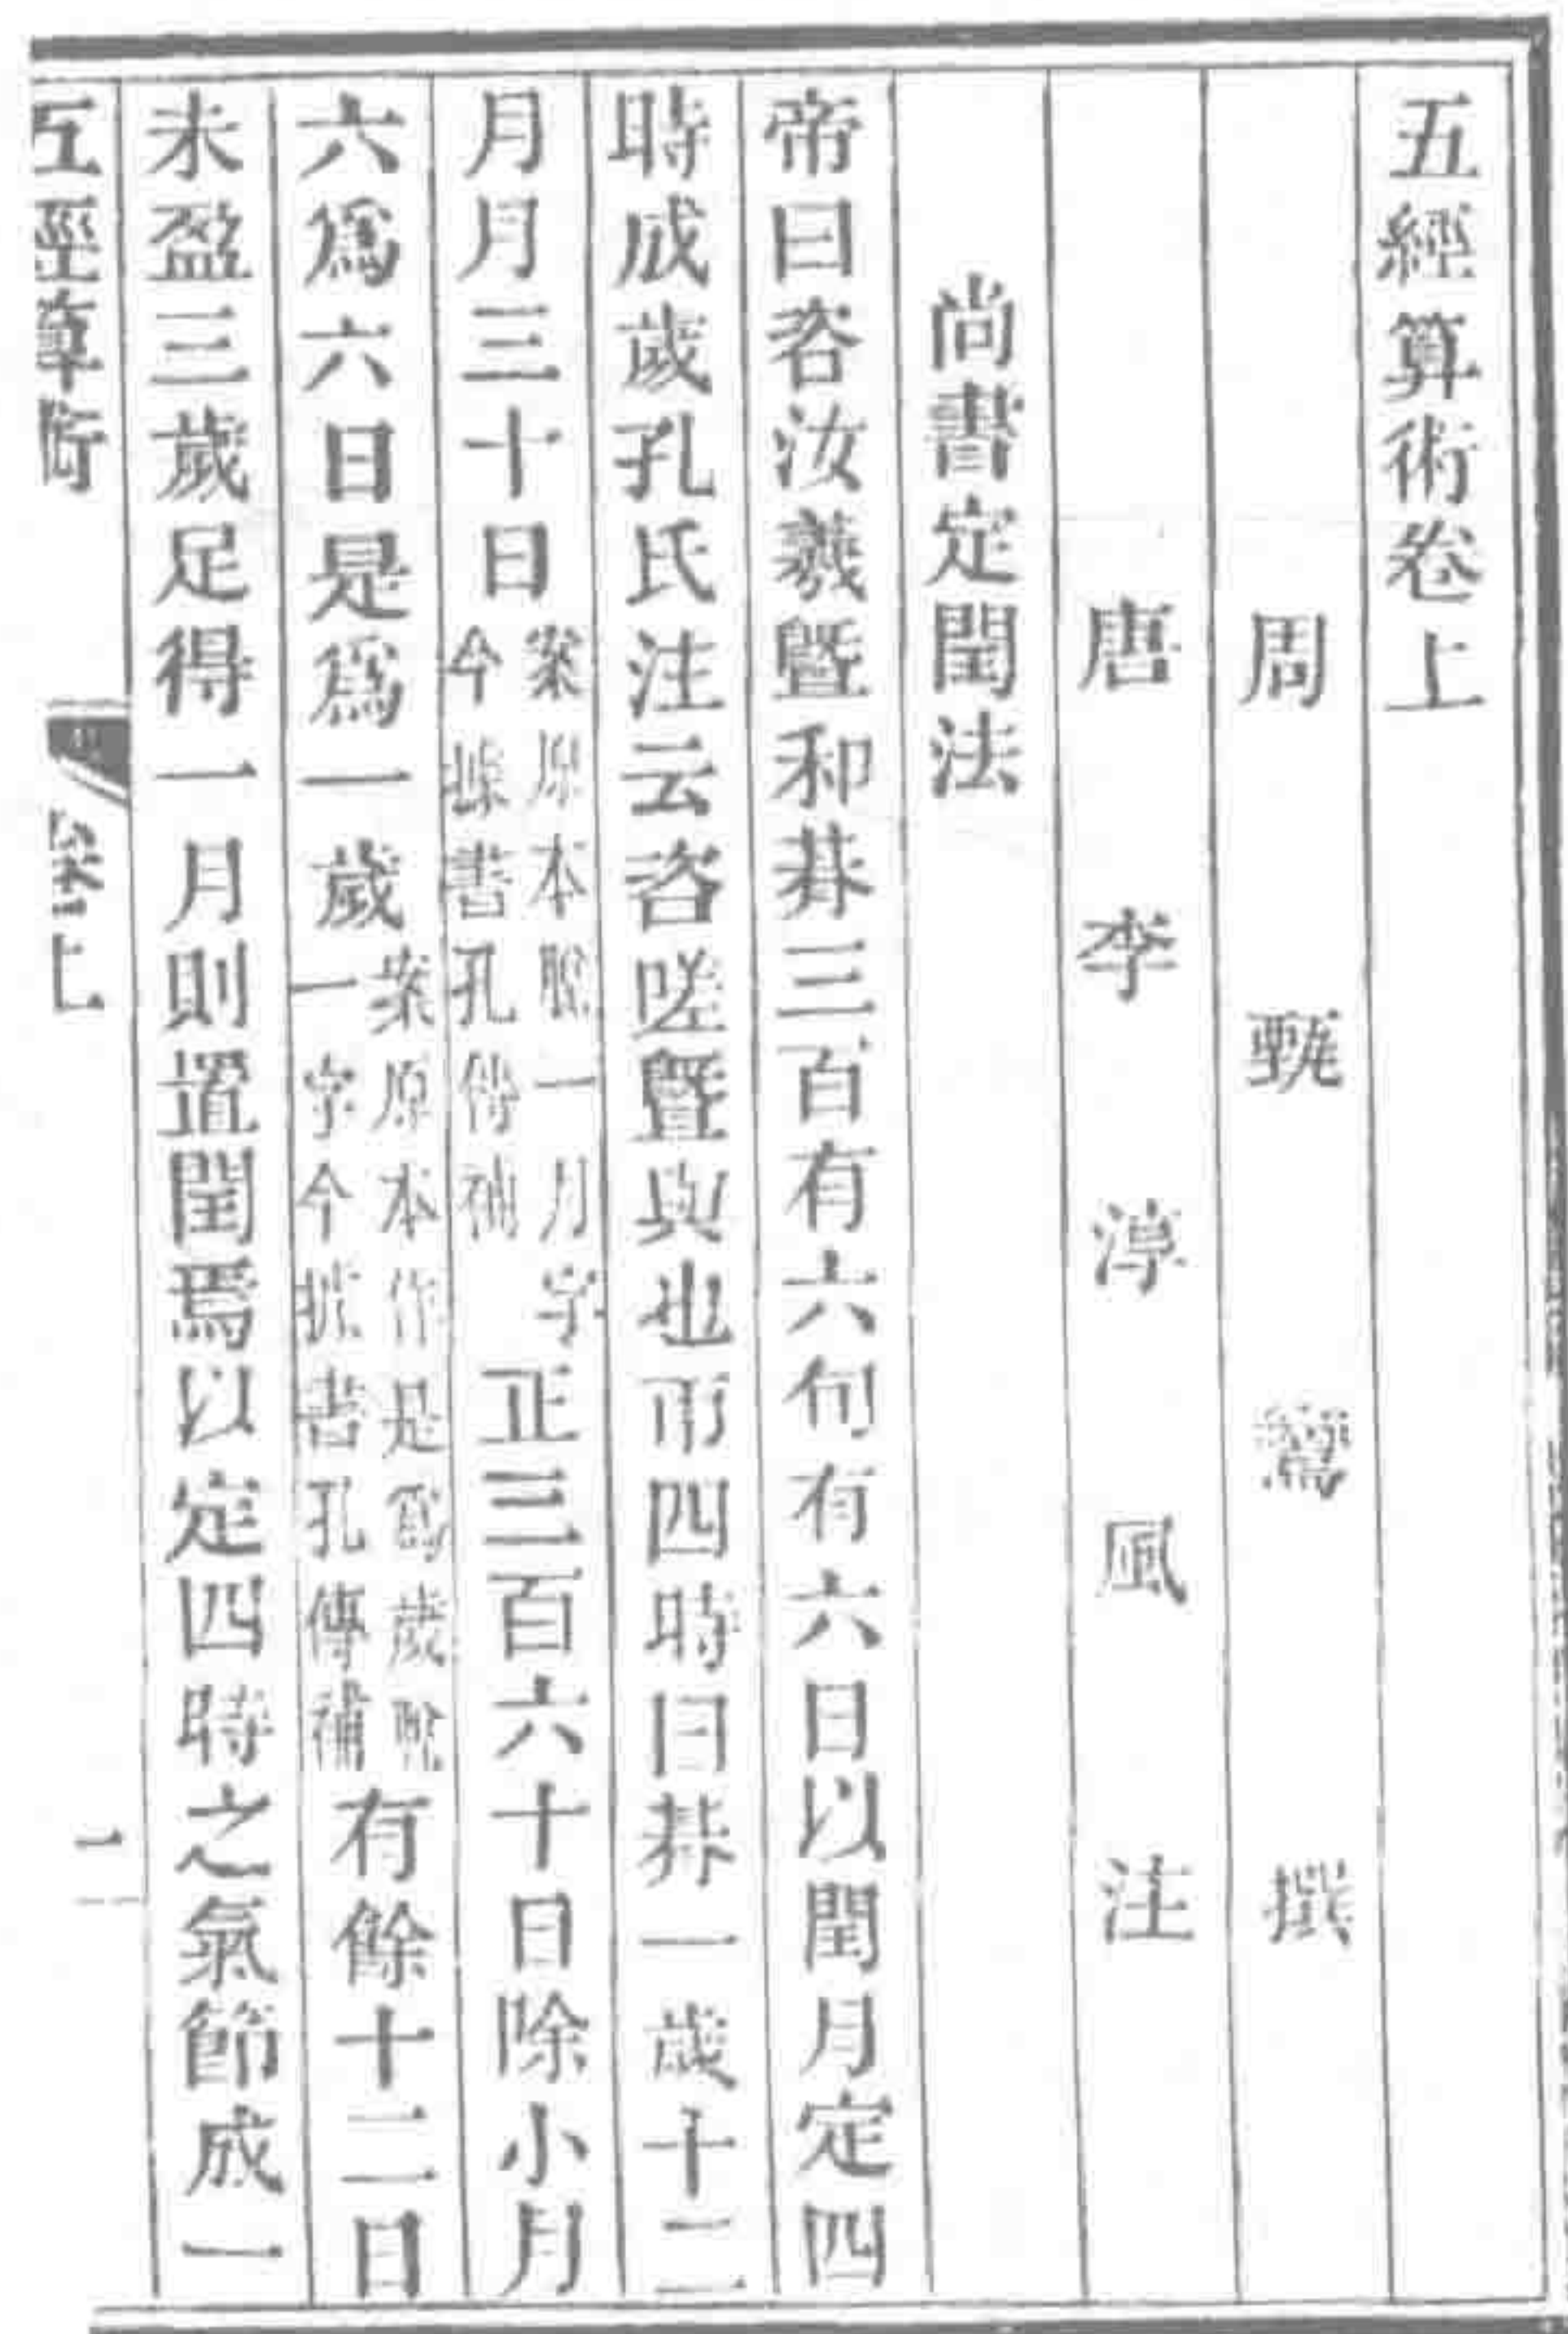 五經算術卷上
周 甄 鸞 撰
唐 李 淳 風 注
尚書定閏法
帝曰咨汝羲暨和朞三百有六旬有六日以閏月定四
時成歲孔氏注云咨嗟暨與也帀四時曰朞一歲十二
月月三十日案原本脫一月字今據書孔傳補正三百六十日除小月
六爲六日是爲一歲案原本作是爲歲脫一字今據書孔傳補有餘十二日
未盈三歲足得一月則置閏焉以定四時之氣節成一
五經算術 卷上 一